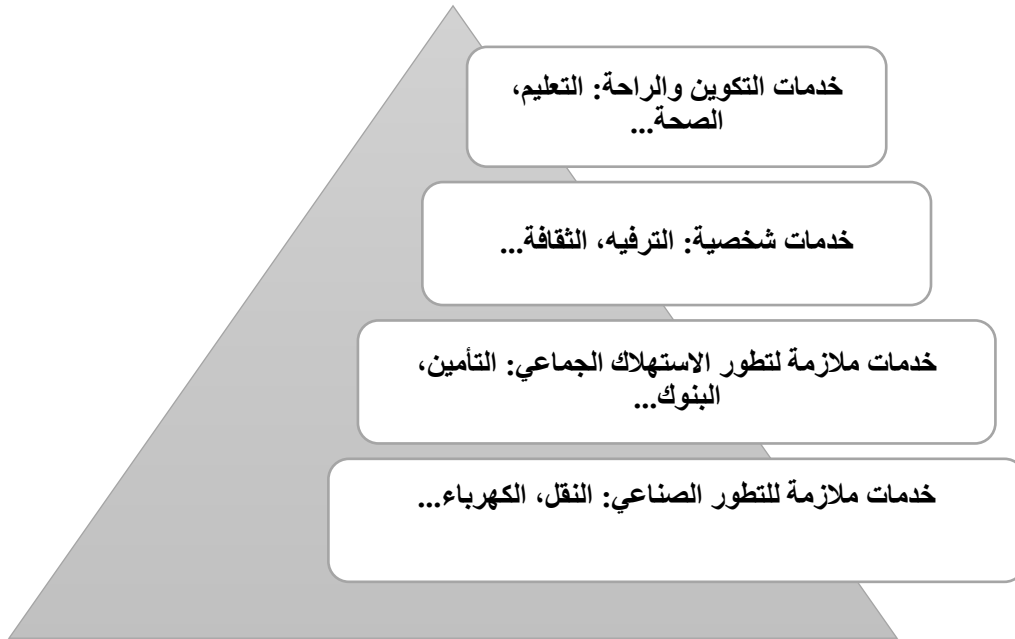 خدمات التكوين والراحة: التعليم،
الصحة...
خدمات شخصية: الترفيه، الثقافة...
خدمات ملازمة لتطور الاستهلاك الجماعي: التأمين،
البنوك...
خدمات ملازمة للتطور الصناعي: النقل، الكهرباء...